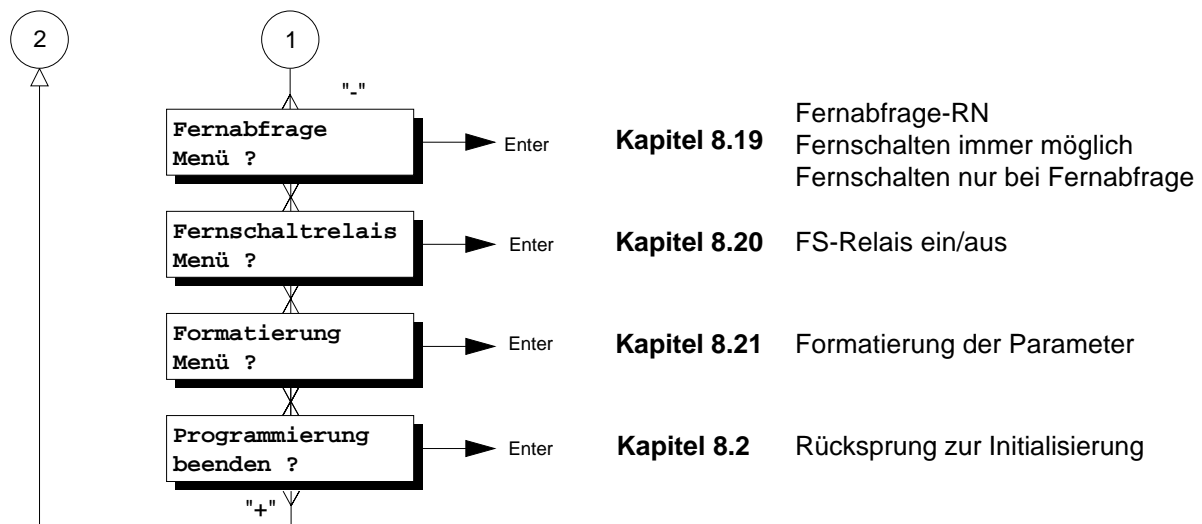 2
1
"-"
Fernabfrage
Menü ?
Enter
Kapitel 8.19
Fernabfrage-RN
Fernschalten immer möglich
Fernschalten nur bei Fernabfrage
Fernschaltrelais
Menü ?
Enter
Kapitel 8.20
FS-Relais ein/aus
Formatierung
Menü ?
Enter
Kapitel 8.21
Formatierung der Parameter
Programmierung
beenden ?
Enter
Kapitel 8.2
Rücksprung zur Initialisierung
"+"